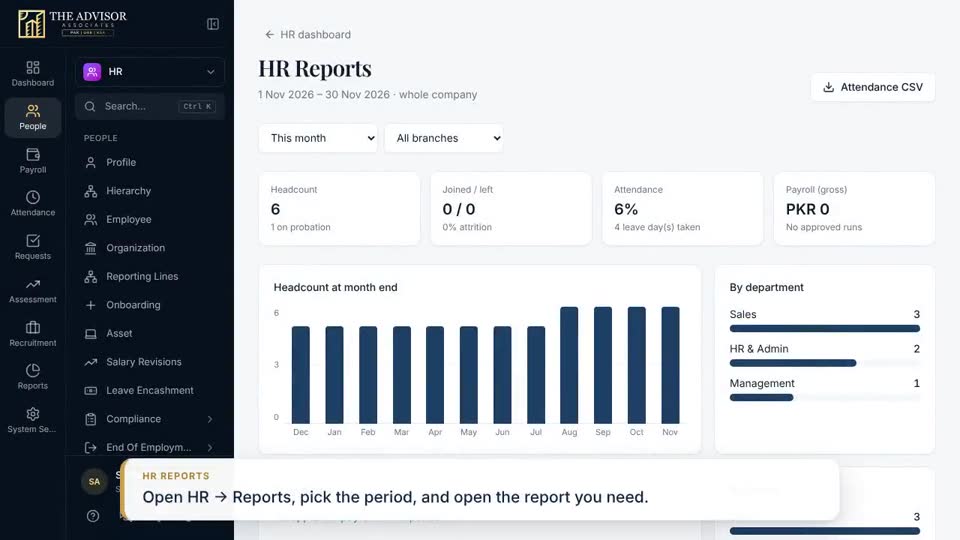 THE ADVISOR
ASSOCIATES
PAK | UAE | KSA
Dashboard
People
Payroll
Attendance
Requests
Assessment
Recruitment
Reports
System Se...
HR
Search...
Ctrl K
PEOPLE
Profile
Hierarchy
Employee
Organization
Reporting Lines
Onboarding
Asset
Salary Revisions
Leave Encashment
Compliance
End Of Employm...
SA
HR dashboard
HR Reports
1 Nov 2026 – 30 Nov 2026 · whole company
Attendance CSV
This month
All branches
Headcount
6
1 on probation
Joined / left
0 / 0
0% attrition
Attendance
6%
4 leave day(s) taken
Payroll (gross)
PKR 0
No approved runs
Headcount at month end
6
3
0
Dec Jan Feb Mar Apr May Jun Jul Aug Sep Oct Nov
By department
Sales 3
HR & Admin 2
Management 1
3
HR REPORTS
Open HR → Reports, pick the period, and open the report you need.